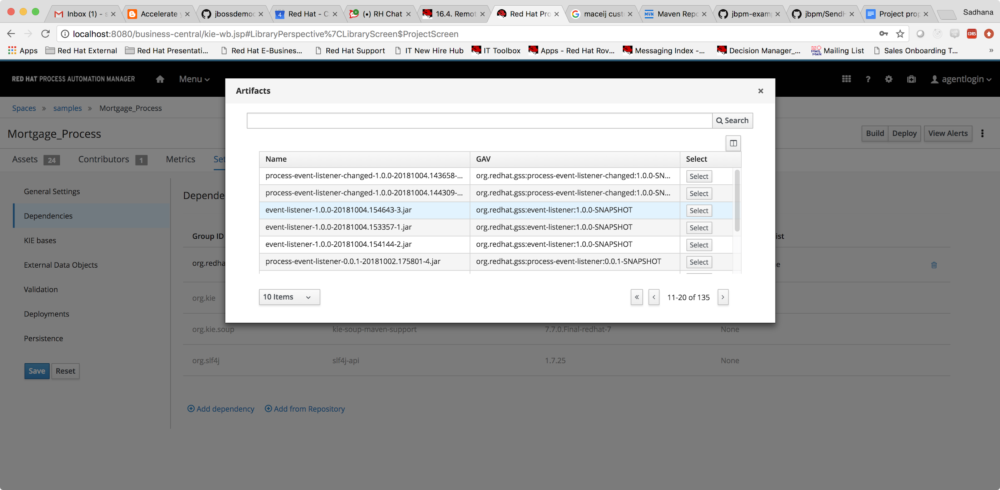 Inbox (1) - s
Accelerate y
jbossdemo
Red Hat - C
(•) RH Chat
16.4. Remot
Red Hat Pro
maceij cust
Maven Repo
jbpm-exam
jbpm/SendH
Project prop
Sadhana
localhost:8080/business-central/kie-wb.jsp#LibraryPerspective%7CLibraryScreen$ProjectScreen
CORS
Apps
Red Hat External
Red Hat Presentati...
Red Hat E-Busines...
Red Hat Support
IT New Hire Hub
IT Toolbox
Apps - Red Hat Rov...
Messaging Index -...
Decision Manager_...
Mailing List
Sales Onboarding T...
»
RED HAT PROCESS AUTOMATION MANAGER
Menu
?
agentlogin
Spaces » samples » Mortgage_Process
Mortgage_Process
Build
Deploy
View Alerts
Assets 24
Contributors 1
Metrics
Set
General Settings
Dependencies
KIE bases
External Data Objects
Validation
Deployments
Persistence
Save
Reset
Depende
Group ID
ist
org.redha
e
org.kie
org.kie.soup kie-soup-maven-support 7.7.0.Final-redhat-7 None
org.slf4j slf4j-api 1.7.25 None
Add dependency
Add from Repository
Artifacts
Search
Name GAV Select
process-event-listener-changed-1.0.0-20181004.143658-... org.redhat.gss:process-event-listener-changed:1.0.0-SN... Select
process-event-listener-changed-1.0.0-20181004.144309-... org.redhat.gss:process-event-listener-changed:1.0.0-SN... Select
event-listener-1.0.0-20181004.154643-3.jar org.redhat.gss:event-listener:1.0.0-SNAPSHOT Select
event-listener-1.0.0-20181004.153357-1.jar org.redhat.gss:event-listener:1.0.0-SNAPSHOT Select
event-listener-1.0.0-20181004.154144-2.jar org.redhat.gss:event-listener:1.0.0-SNAPSHOT Select
process-event-listener-0.0.1-20181002.175801-4.jar org.redhat.gss:process-event-listener:0.0.1-SNAPSHOT Select
10 Items
11-20 of 135